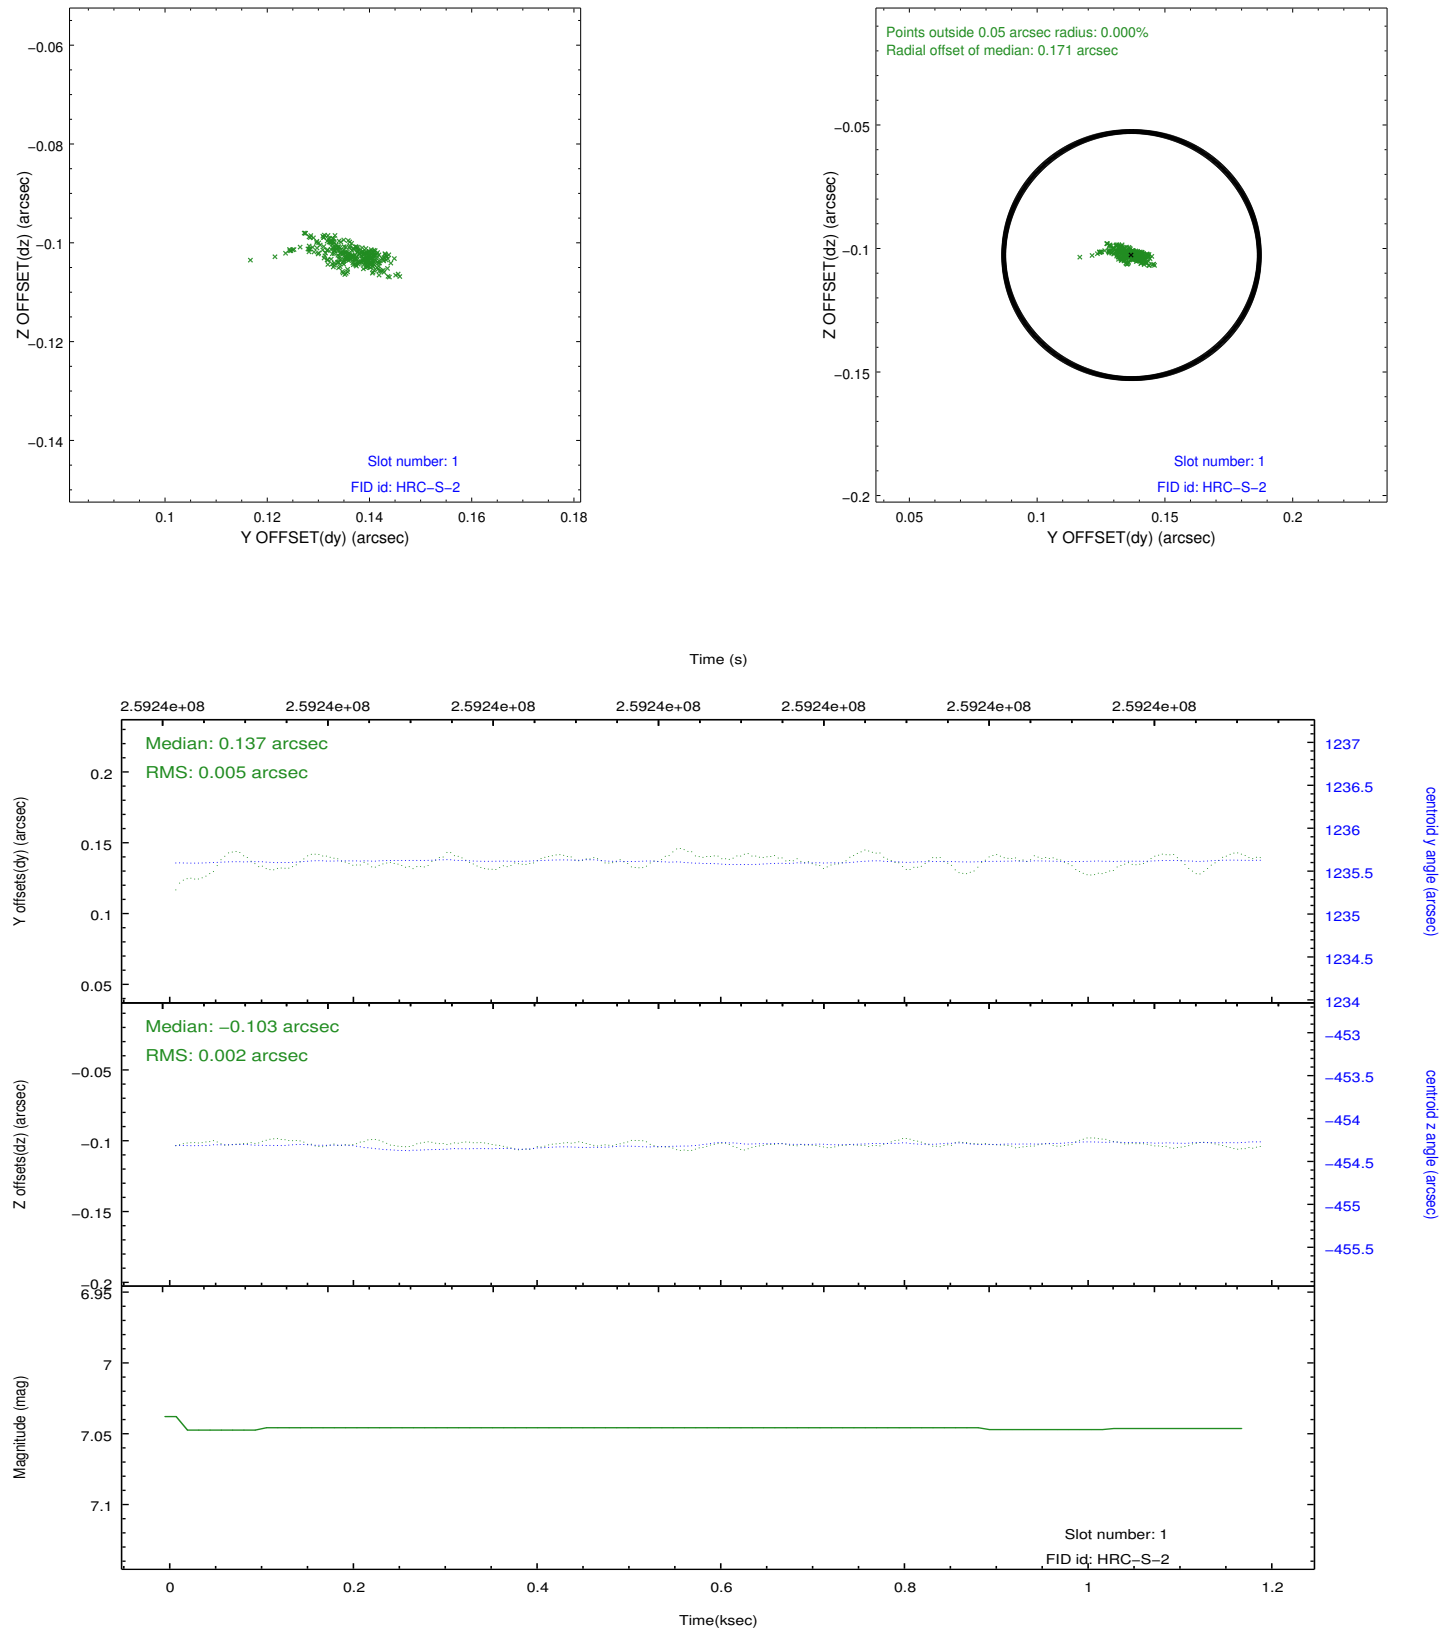 −0.06
−0.08
−0.1
−0.12
−0.14
Z OFFSET(dz) (arcsec)
Slot number: 1
FID id: HRC−S−2
0.1 0.12 0.14 0.16 0.18
Y OFFSET(dy) (arcsec)
Points outside 0.05 arcsec radius: 0.000%
Radial offset of median: 0.171 arcsec
−0.05
−0.1
−0.15
−0.2
Z OFFSET(dz) (arcsec)
Slot number: 1
FID id: HRC−S−2
0.05 0.1 0.15 0.2
Y OFFSET(dy) (arcsec)
Time (s)
2.5924e+08 2.5924e+08 2.5924e+08 2.5924e+08 2.5924e+08 2.5924e+08 2.5924e+08
Median: 0.137 arcsec
RMS: 0.005 arcsec
0.2
0.15
0.1
0.05
Y offsets(dy) (arcsec)
1237
1236.5
1236
1235.5
1235
1234.5
1234
centroid y angle (arcsec)
Median: −0.103 arcsec
RMS: 0.002 arcsec
−0.05
−0.1
−0.15
−0.2
Z offsets(dz) (arcsec)
−453
−453.5
−454
−454.5
−455
−455.5
centroid z angle (arcsec)
6.95
7
7.05
7.1
Magnitude (mag)
Slot number: 1
FID id: HRC−S−2
0 0.2 0.4 0.6 0.8 1 1.2
Time(ksec)